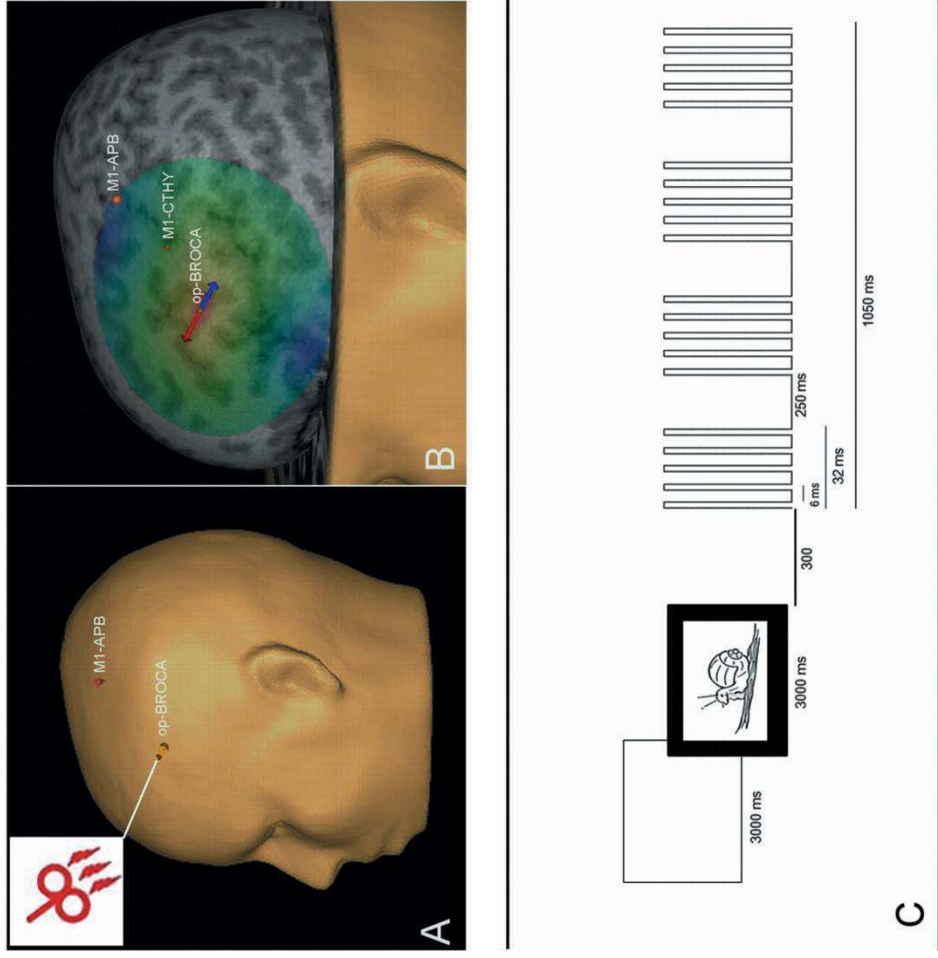 A
M1-APB
op-BROCA
B
M1-APB
M1-CTHY
op-BROCA
C
3000 ms
3000 ms
300
6 ms
32 ms
250 ms
1050 ms